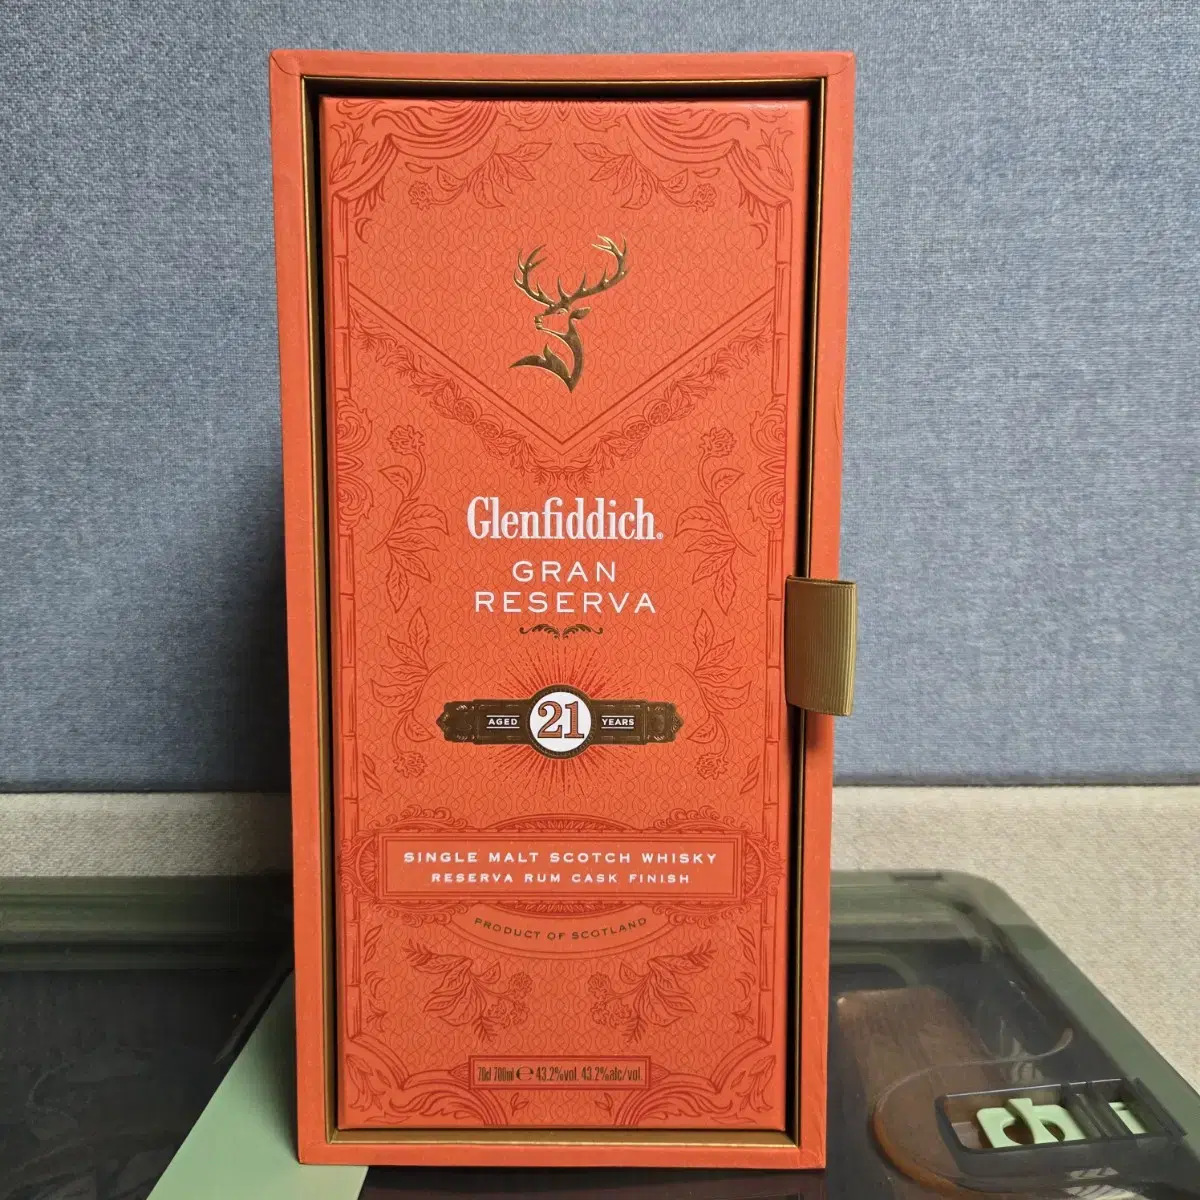 Glenfiddich®
GRAN
RESERVA
AGED 21 YEARS
SINGLE MALT SCOTCH WHISKY
RESERVA RUM CASK FINISH
PRODUCT OF SCOTLAND
70cl 700ml ℮ 43.2%vol. 43.2%alc/vol.